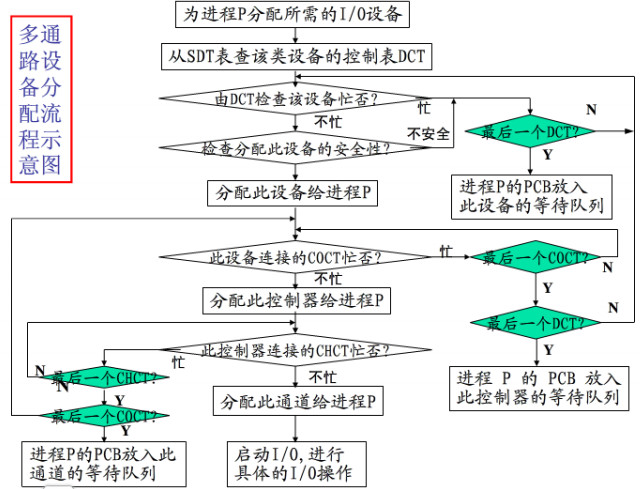 多通
路设
备分
配流
程示
意图
为进程P分配所需的I/O设备
从SDT表查该类设备的控制表DCT
由DCT检查该设备忙否?
忙
N
不忙
不安全
最后一个DCT?
检查分配此设备的安全性?
Y
分配此设备给进程P
进程P的PCB放入
此设备的等待队列
此设备连接的COCT忙否?
忙
最后一个COCT?
N
不忙
Y
分配此控制器给进程P
N
最后一个DCT?
此控制器连接的CHCT忙否?
Y
忙
不忙
N
最后一个CHCT?
N
Y
进程 P 的 PCB 放入
此控制器的等待队列
分配此通道给进程P
最后一个COCT?
Y
进程P的PCB放入此
通道的等待队列
启动I/O,进行
具体的I/O操作